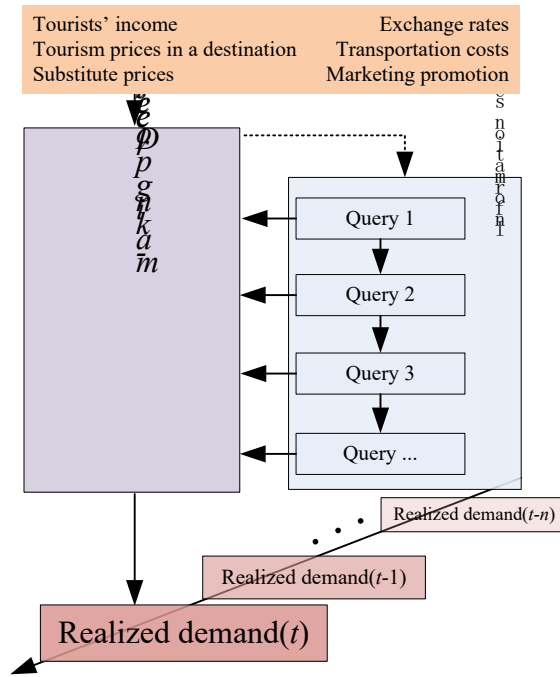 Tourists’ income
Exchange rates
Tourism prices in a destination
Transportation costs
Substitute prices
Marketing promotion
Query 1
Query 2
Query 3
Query ...
Realized demand(t-n)
Realized demand(t-1)
Realized demand(t)